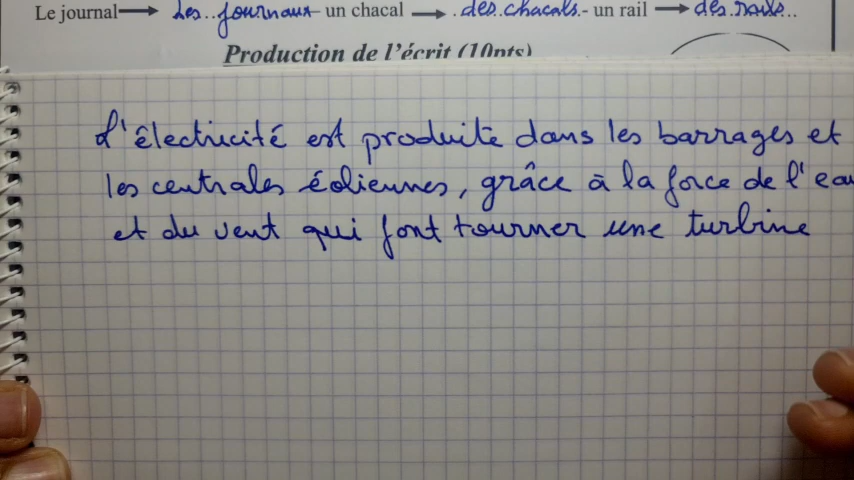 Le journal → Les journaux - un chacal → des chacals. - un rail → des rails...
Production de l'écrit (10pts)
L'électricité est produite dans les barrages et
les centrales éoliennes, grâce à la force de l'eau
et du vent qui font tourner une turbine